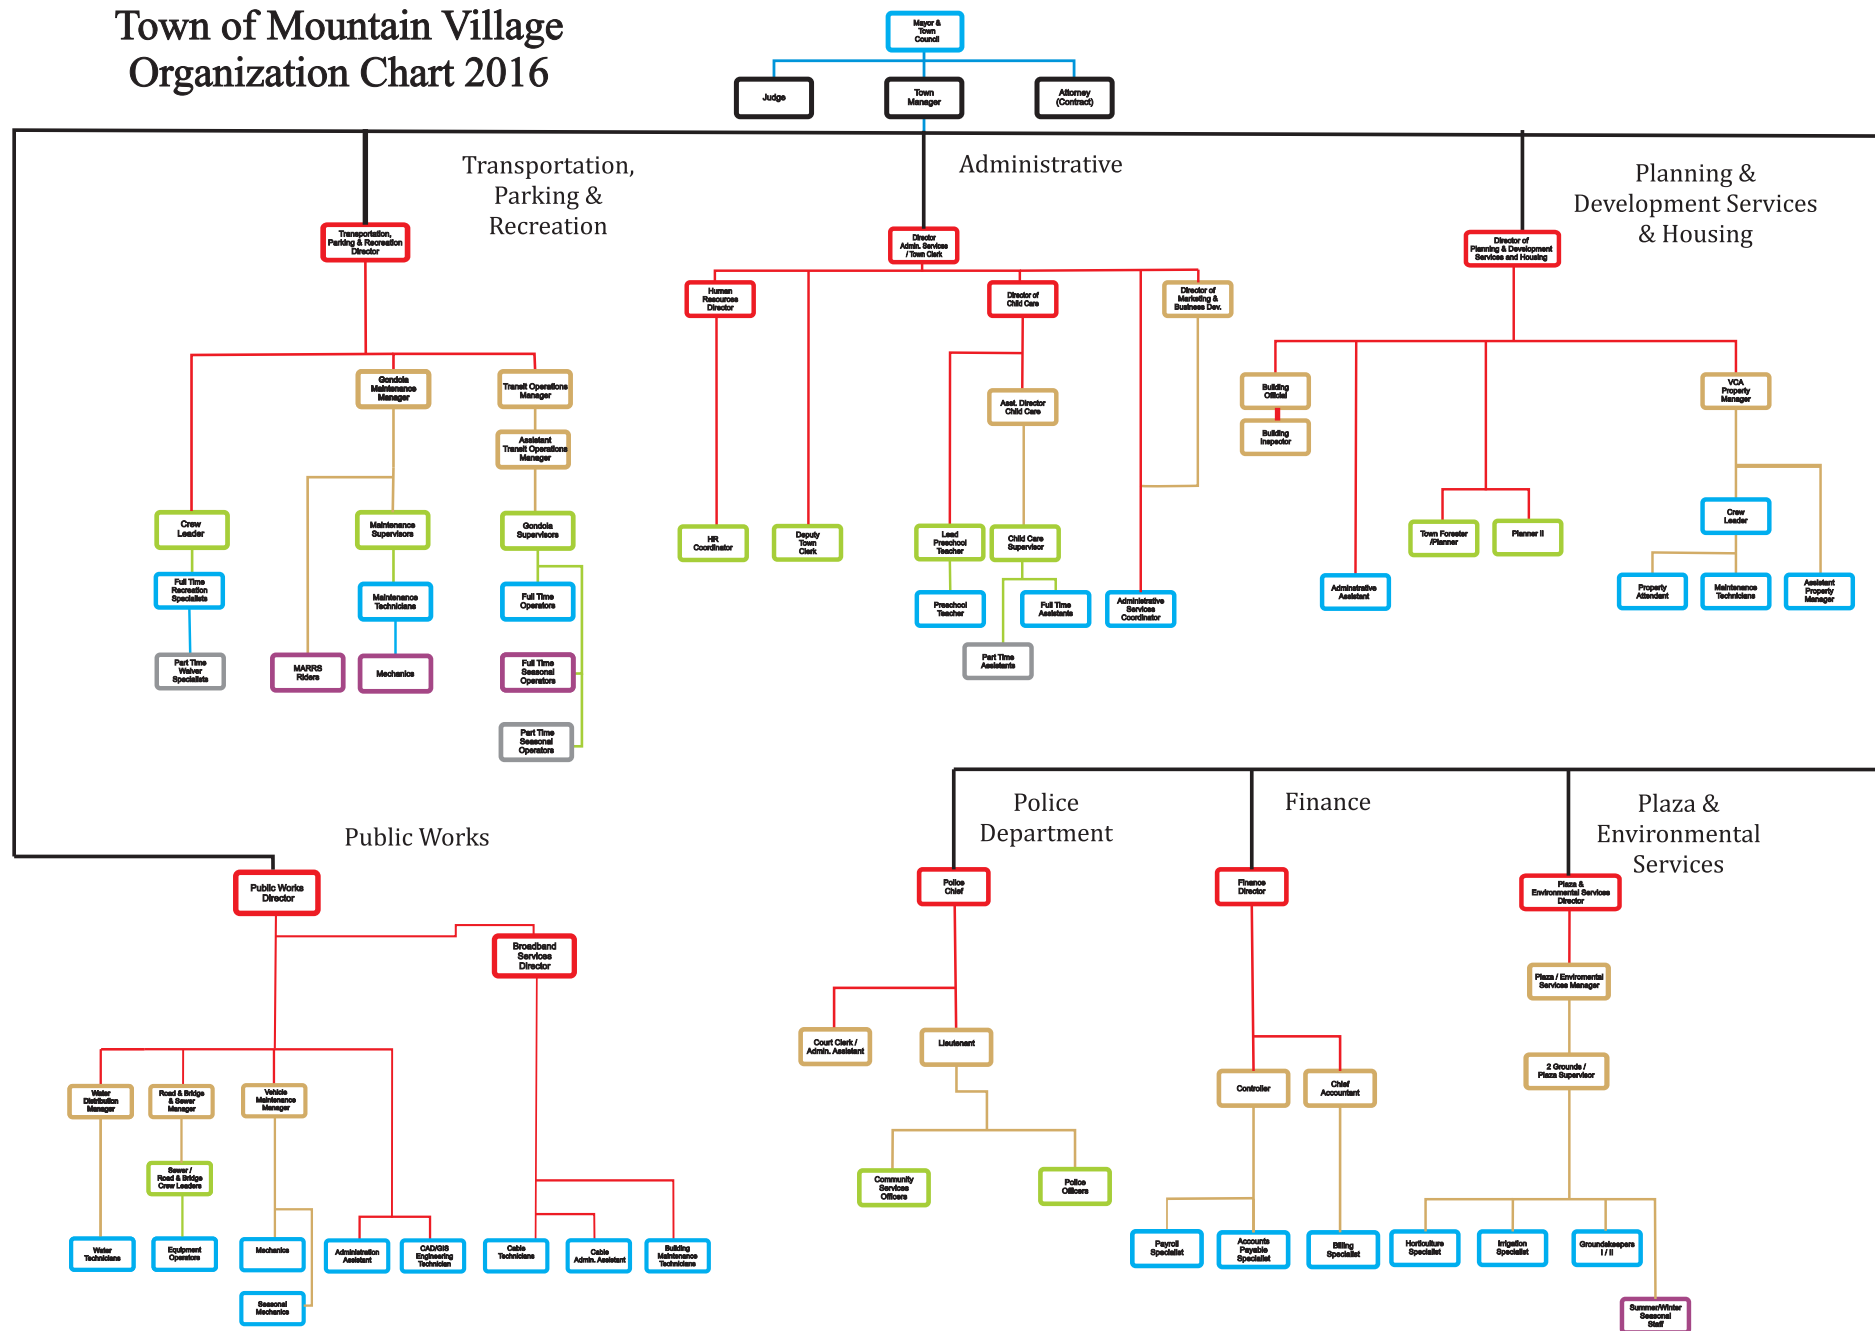 Town of Mountain Village
Organization Chart 2016
Mayor &
Town
Council
Judge
Town
Manager
Attorney
(Contract)
Transportation,
Parking &
Recreation
Administrative
Planning &
Development Services
& Housing
Transportation,
Parking & Recreation
Director
Director
Admin. Services
/ Town Clerk
Director of
Planning & Development
Services and Housing
Human
Resources
Director
Director of
Child Care
Director of
Marketing &
Business Dev.
Gondola
Maintenance
Manager
Transit Operations
Manager
Asst. Director
Child Care
Building
Official
VCA
Property
Manager
Assistant
Transit Operations
Manager
Building
Inspector
Crew
Leader
Maintenance
Supervisors
Gondola
Supervisors
HR
Coordinator
Deputy
Town
Clerk
Lead
Preschool
Teacher
Child Care
Supervisor
Town Forester
/Planner
Planner II
Crew
Leader
Full Time
Recreation
Specialists
Maintenance
Technicians
Full Time
Operators
Preschool
Teacher
Full Time
Assistants
Administrative
Services
Coordinator
Adminstrative
Assistant
Property
Attendant
Maintenance
Technicians
Assistant
Property
Manager
Part Time
Waiver
Specialists
MARRS
Riders
Mechanics
Full Time
Seasonal
Operators
Part Time
Assistants
Part Time
Seasonal
Operators
Public Works
Police
Department
Finance
Plaza &
Environmental
Services
Public Works
Director
Police
Chief
Finance
Director
Plaza &
Environmental Services
Director
Broadband
Services
Director
Plaza / Enviromental
Services Manager
Court Clerk /
Admin. Assistant
Lieutenant
Controller
Chief
Accountant
2 Grounds /
Plaza Supervisor
Water
Distribution
Manager
Road & Bridge
& Sewer
Manager
Vehicle
Maintenance
Manager
Sewer /
Road & Bridge
Crew Leaders
Community
Services
Officers
Police
Officers
Water
Technicians
Equipment
Operators
Mechanics
Administration
Assistant
CAD/GIS
Engineering
Technician
Cable
Technicians
Cable
Admin. Assistant
Building
Maintenance
Technicians
Payroll
Specialist
Accounts
Payable
Specialist
Billing
Specialist
Horticulture
Specialist
Irrigation
Specialist
Groundskeepers
I / II
Seasonal
Mechanics
Summer/Winter
Seasonal
Staff